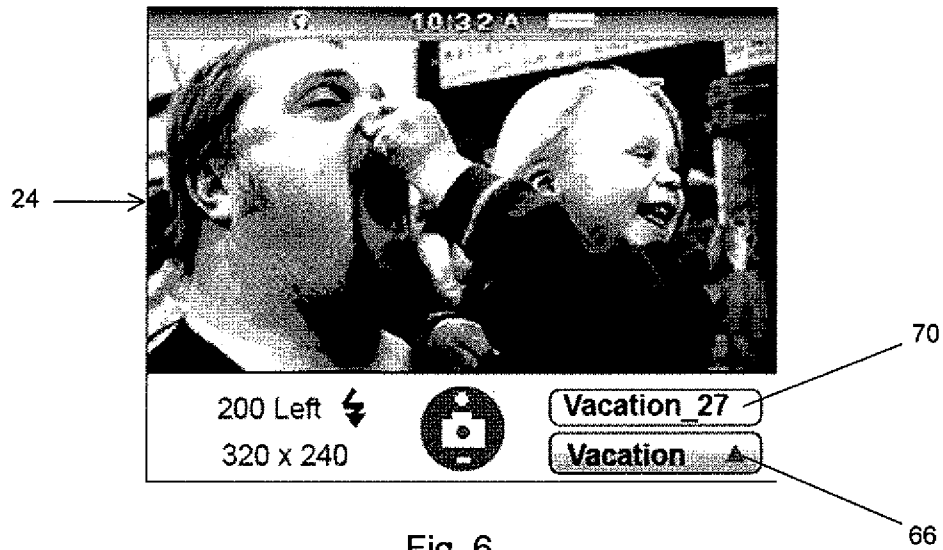 10:32 A
24
70
200 Left
Vacation_27
320 x 240
Vacation
66
Fig. 6